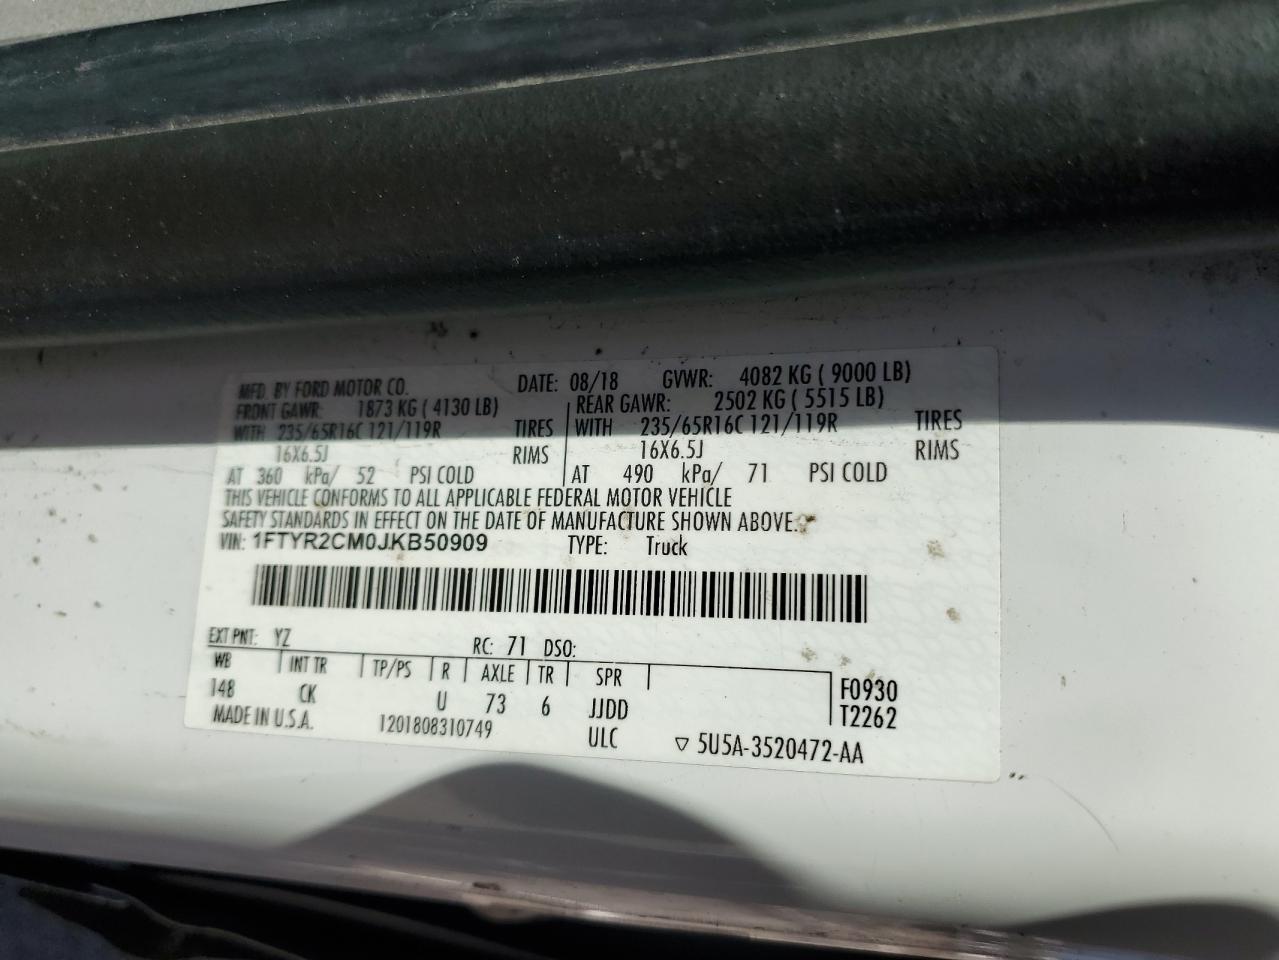 MFD. BY FORD MOTOR CO. DATE: 08/18 GVWR: 4082 KG ( 9000 LB)
FRONT GAWR: 1873 KG ( 4130 LB) REAR GAWR: 2502 KG ( 5515 LB)
WITH 235/65R16C 121/119R TIRES WITH 235/65R16C 121/119R TIRES
16X6.5J RIMS 16X6.5J RIMS
AT 360 kPa/ 52 PSI COLD AT 490 kPa/ 71 PSI COLD
THIS VEHICLE CONFORMS TO ALL APPLICABLE FEDERAL MOTOR VEHICLE
SAFETY STANDARDS IN EFFECT ON THE DATE OF MANUFACTURE SHOWN ABOVE.
VIN: 1FTYR2CM0JKB50909 TYPE: Truck
EXT PNT: YZ RC: 71 DSO:
WB INT TR TP/PS R AXLE TR SPR F0930
148 CK U 73 6 JJDD T2262
MADE IN U.S.A. 1201808310749 ULC ▽ 5U5A-3520472-AA